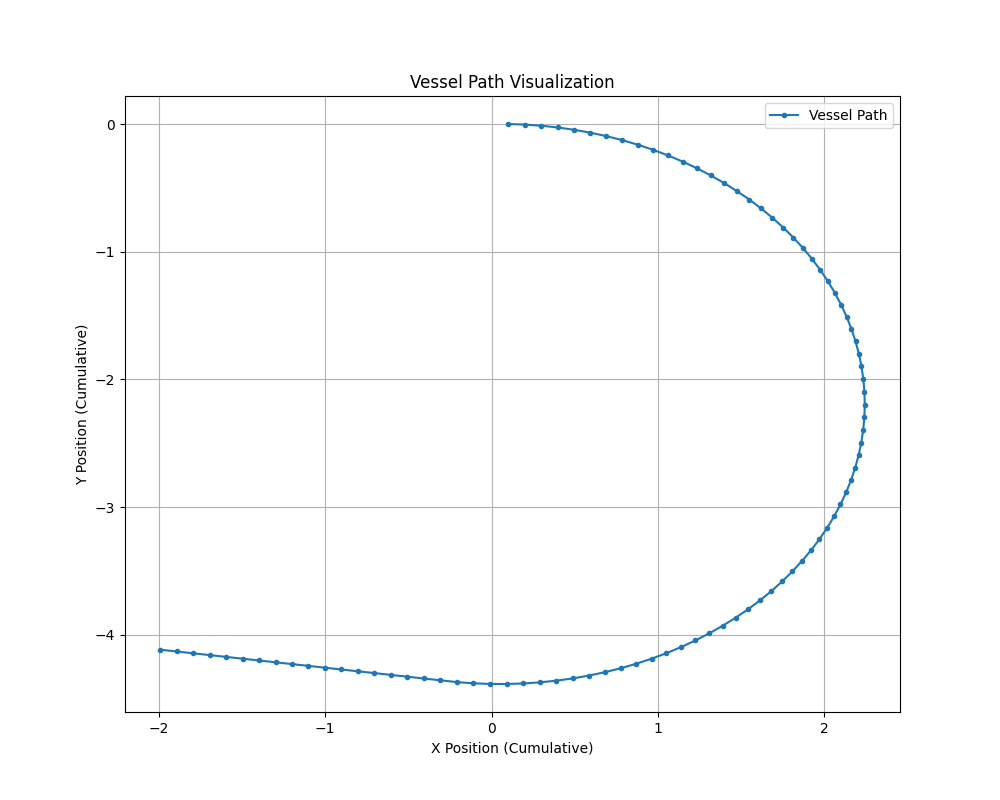 Vessel Path Visualization
Vessel Path
Y Position (Cumulative)
0
−1
−2
−3
−4
−2
−1
0
1
2
X Position (Cumulative)